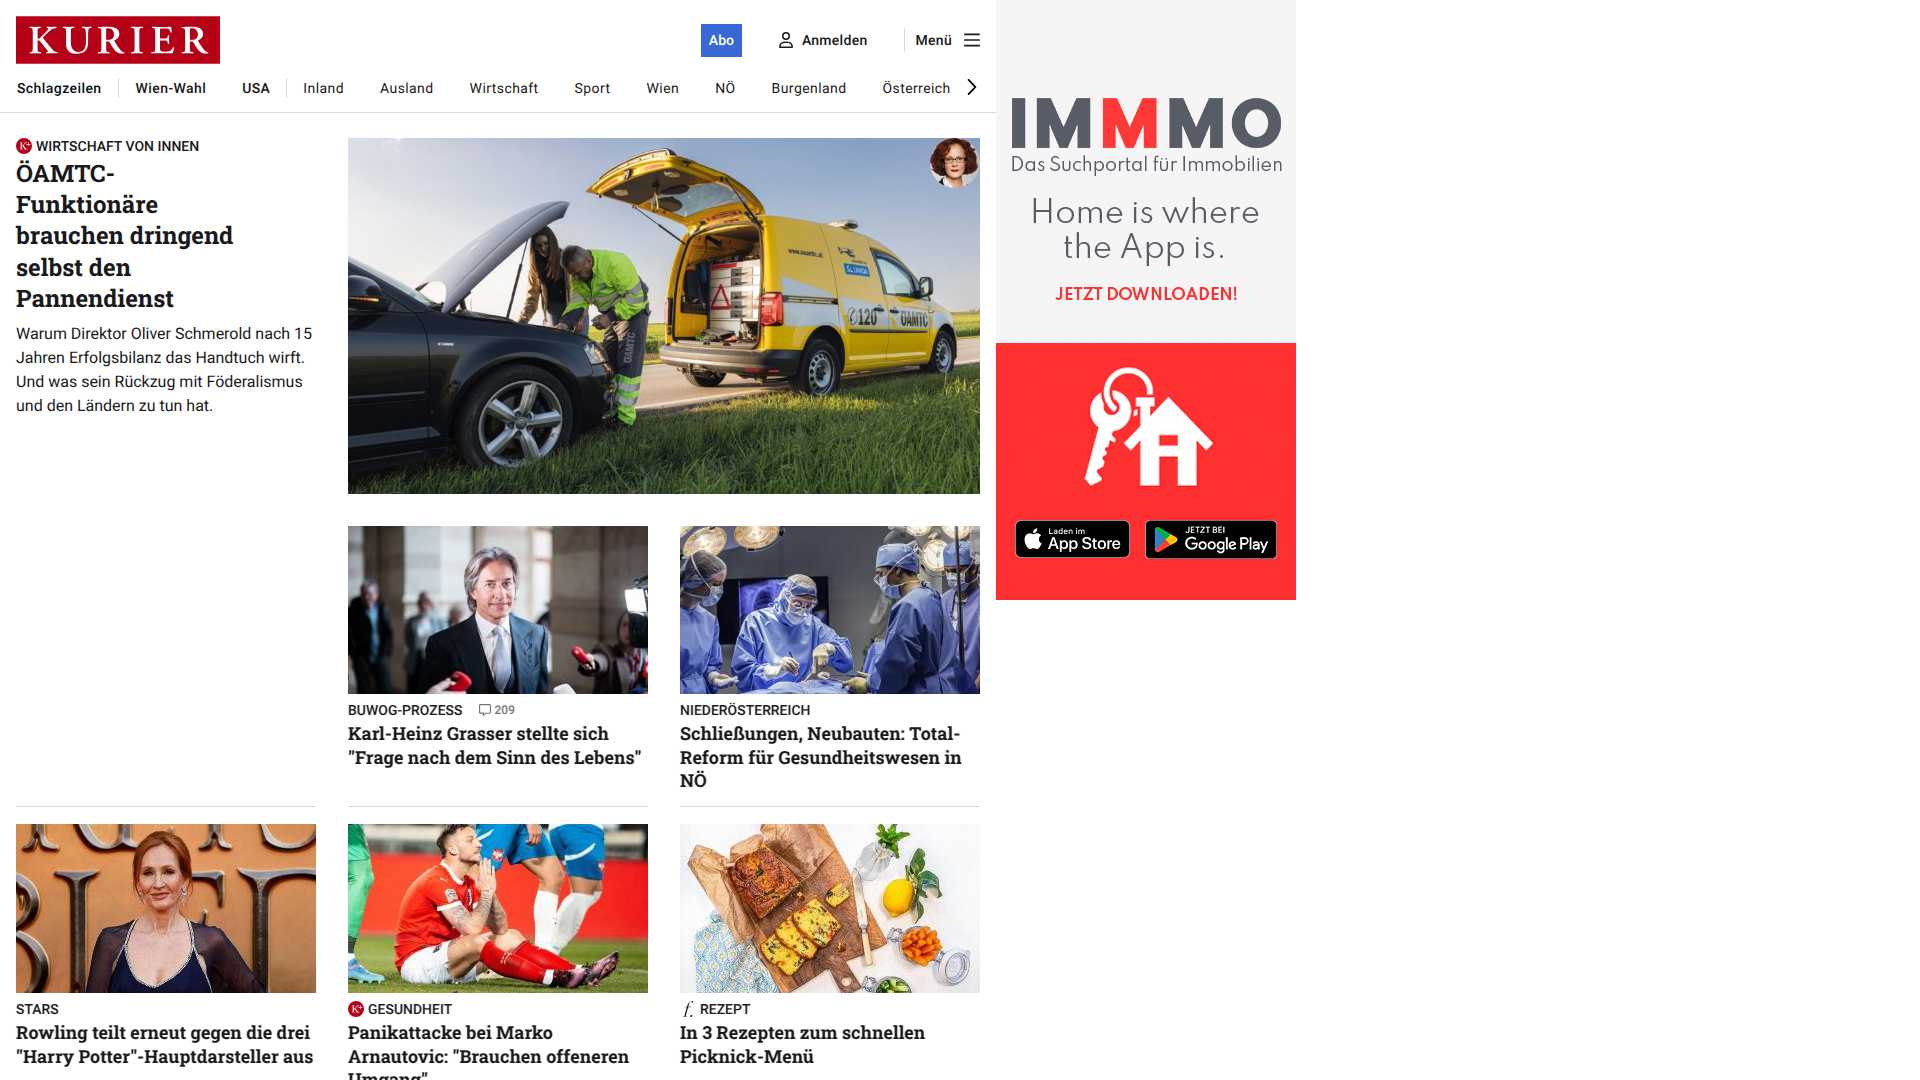 KURIER
Abo
Anmelden
Menü
Schlagzeilen
Wien-Wahl
USA
Inland
Ausland
Wirtschaft
Sport
Wien
NÖ
Burgenland
Österreich
WIRTSCHAFT VON INNEN
ÖAMTC-
Funktionäre
brauchen dringend
selbst den
Pannendienst
Warum Direktor Oliver Schmerold nach 15
Jahren Erfolgsbilanz das Handtuch wirft.
Und was sein Rückzug mit Föderalismus
und den Ländern zu tun hat.
120 ÖAMTC
ÖAMTC
BUWOG-PROZESS 209
Karl-Heinz Grasser stellte sich
"Frage nach dem Sinn des Lebens"
NIEDERÖSTERREICH
Schließungen, Neubauten: Total-
Reform für Gesundheitswesen in
NÖ
STARS
Rowling teilt erneut gegen die drei
"Harry Potter"-Hauptdarsteller aus
K+ GESUNDHEIT
Panikattacke bei Marko
Arnautovic: "Brauchen offeneren
Umgang"
f. REZEPT
In 3 Rezepten zum schnellen
Picknick-Menü
IMMMO
Das Suchportal für Immobilien
Home is where
the App is.
JETZT DOWNLOADEN!
Laden im
App Store
JETZT BEI
Google Play